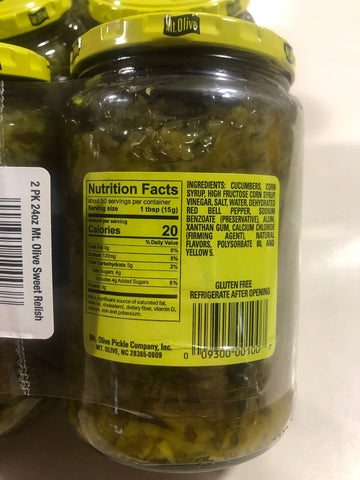 Mt. Olive
Nutrition Facts
about 50 servings per container
Serving size 1 tbsp (15g)
Amount per serving
Calories 20
% Daily Value
Total Fat 0g 0%
Sodium 120mg 5%
Total Carbohydrate 5g 2%
Total Sugars 4g
Includes 4g Added Sugars 8%
Protein 0g
Not a significant source of saturated fat,
trans fat, cholesterol, dietary fiber, vitamin D,
calcium, iron and potassium.
Mt. Olive Pickle Company, Inc.
MT. OLIVE, NC 28365-0609
INGREDIENTS: CUCUMBERS, CORN
SYRUP, HIGH FRUCTOSE CORN SYRUP,
VINEGAR, SALT, WATER, DEHYDRATED
RED BELL PEPPER, SODIUM
BENZOATE (PRESERVATIVE), ALUM,
XANTHAN GUM, CALCIUM CHLORIDE
(FIRMING AGENT), NATURAL
FLAVORS, POLYSORBATE 80, AND
YELLOW 5.
GLUTEN FREE
REFRIGERATE AFTER OPENING
0 09300 00100 7
2 PK 24oz Mt. Olive Sweet Relish